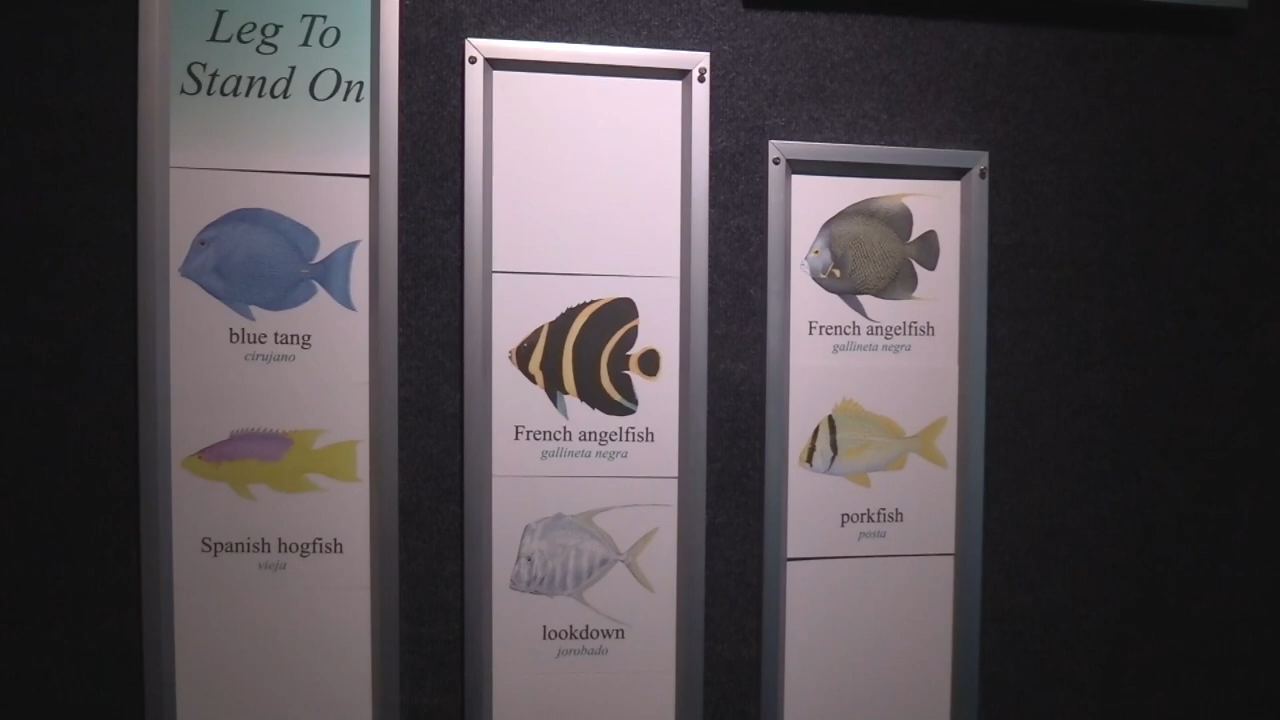 Leg To
Stand On
blue tang
cirujano
Spanish hogfish
vieja
French angelfish
gallineta negra
lookdown
jorobado
French angelfish
gallineta negra
porkfish
posta